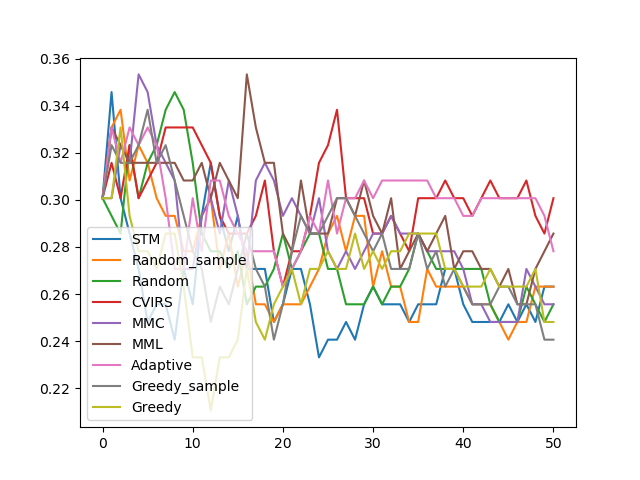 0.36
0.34
0.32
0.30
0.28
0.26
0.24
0.22
STM
Random_sample
Random
CVIRS
MMC
MML
Adaptive
Greedy_sample
Greedy
0 10 20 30 40 50